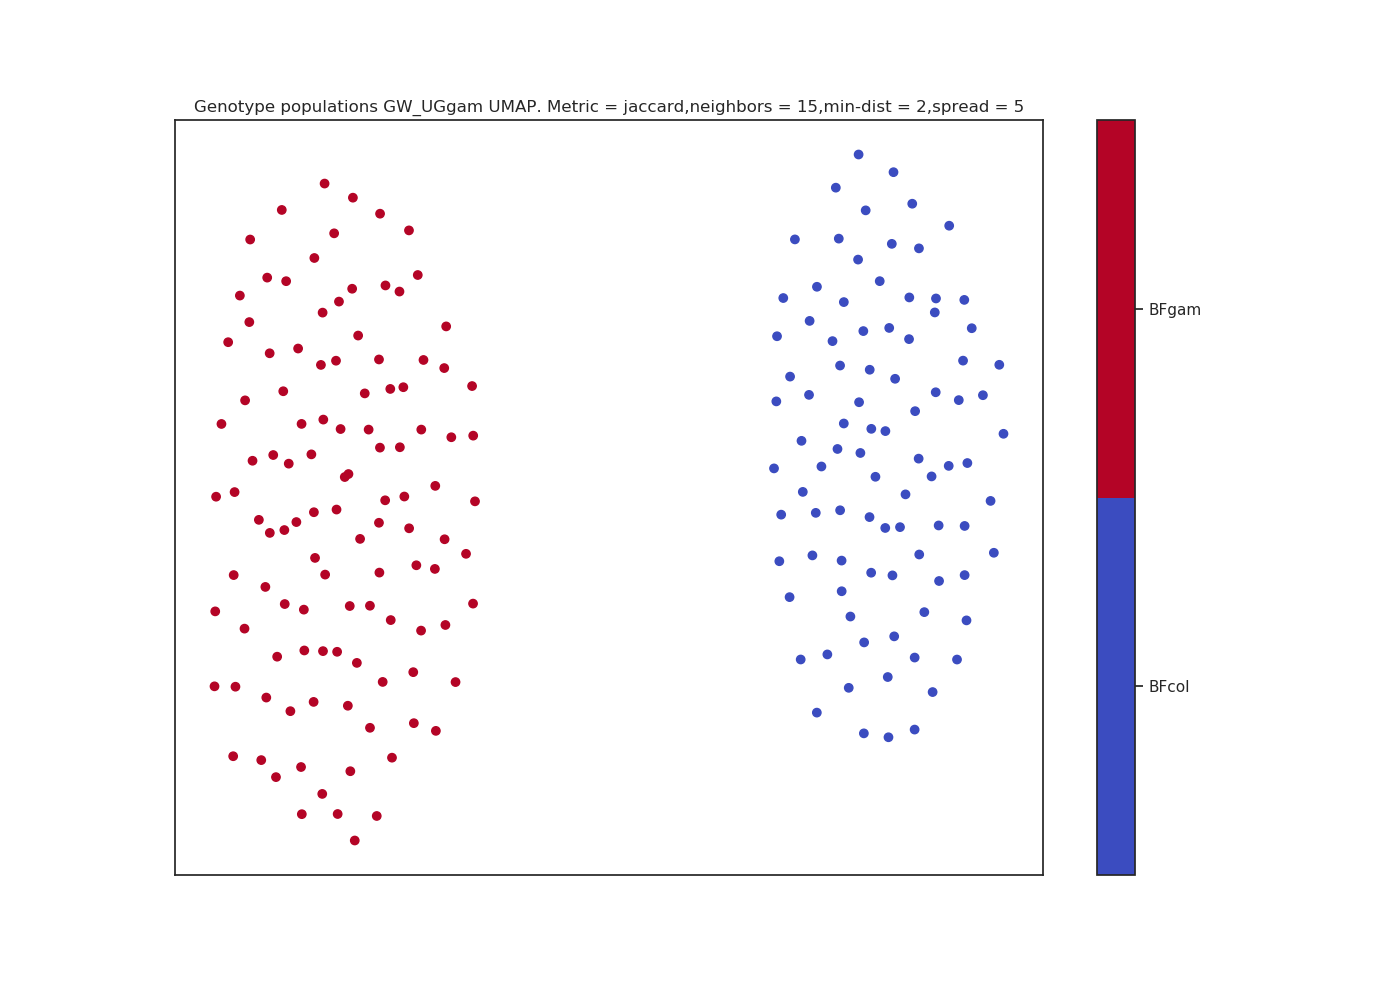 Genotype populations GW_UGgam UMAP. Metric = jaccard,neighbors = 15,min-dist = 2,spread = 5
BFgam
BFcol